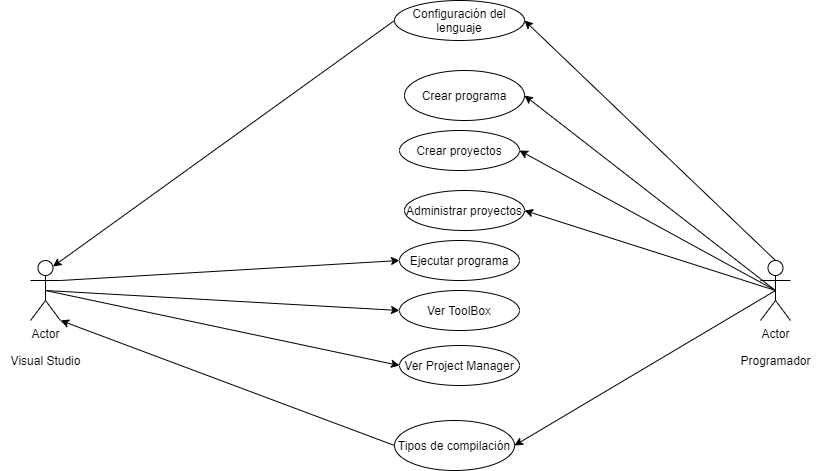 Configuración del
lenguaje
Crear programa
Crear proyectos
Administrar proyectos
Ejecutar programa
Ver ToolBox
Ver Project Manager
Tipos de compilación
Actor
Visual Studio
Actor
Programador